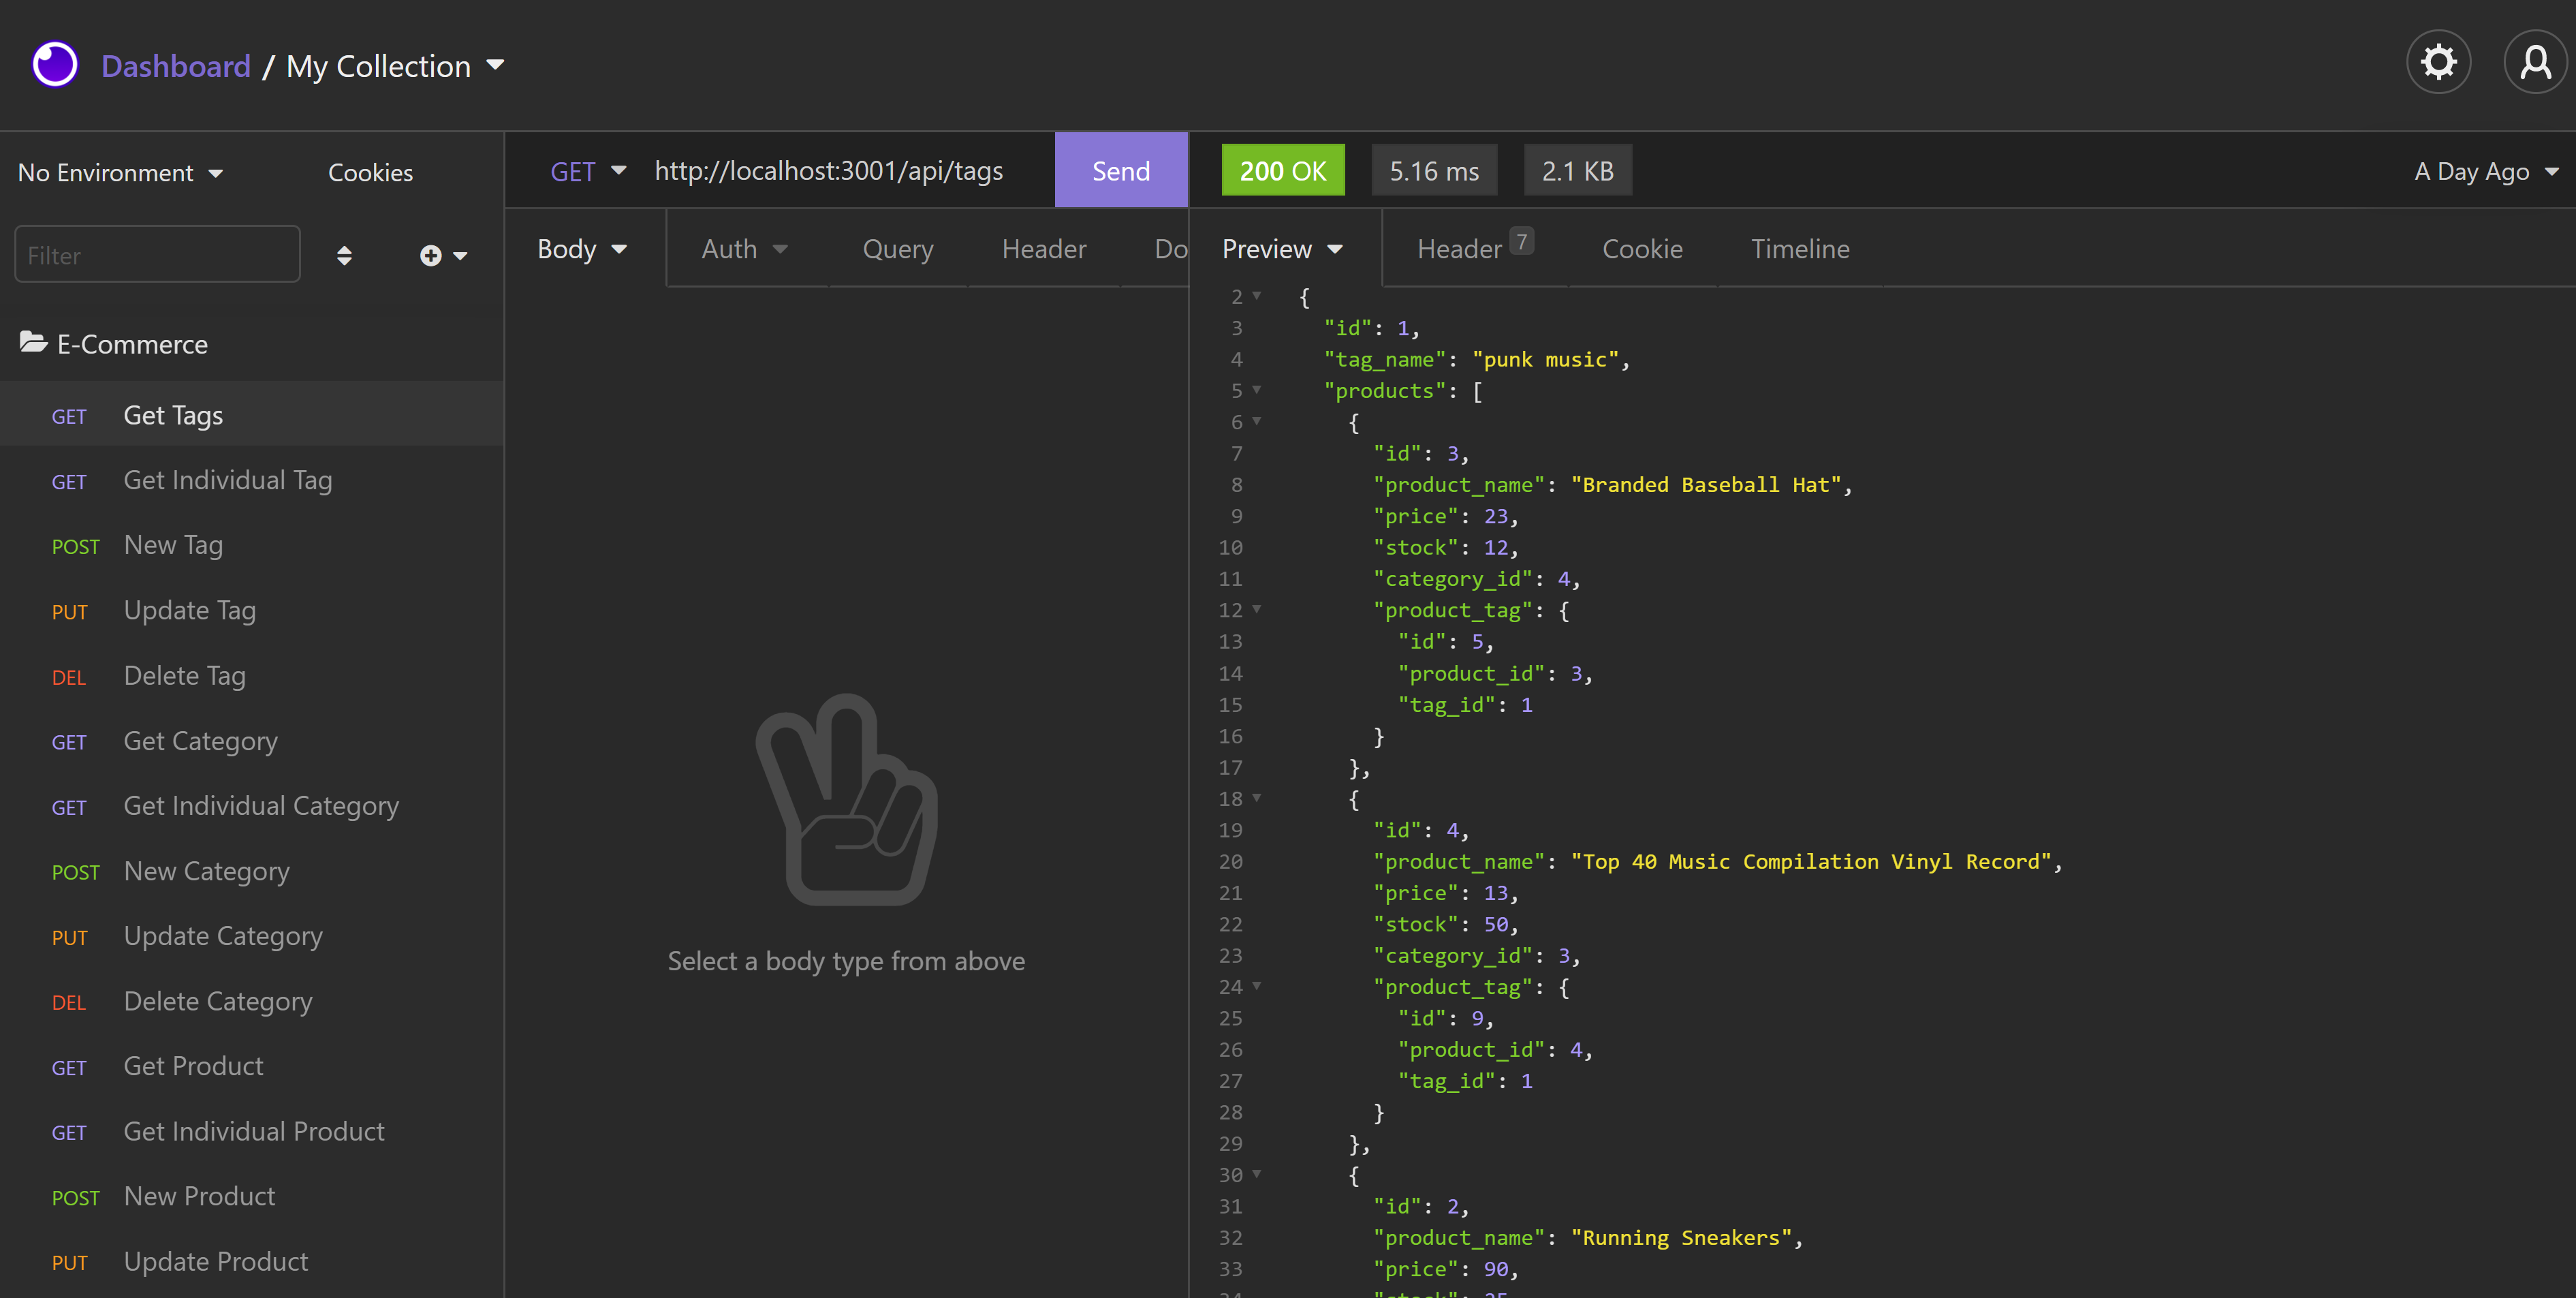 Dashboard / My Collection
No Environment
Cookies
Filter
E-Commerce
GET Get Tags
GET Get Individual Tag
POST New Tag
PUT Update Tag
DEL Delete Tag
GET Get Category
GET Get Individual Category
POST New Category
PUT Update Category
DEL Delete Category
GET Get Product
GET Get Individual Product
POST New Product
PUT Update Product
GET http://localhost:3001/api/tags Send
Body Auth Query Header Do
Select a body type from above
200 OK 5.16 ms 2.1 KB A Day Ago
Preview Header 7 Cookie Timeline
2 {
3 "id": 1,
4 "tag_name": "punk music",
5 "products": [
6 {
7 "id": 3,
8 "product_name": "Branded Baseball Hat",
9 "price": 23,
10 "stock": 12,
11 "category_id": 4,
12 "product_tag": {
13 "id": 5,
14 "product_id": 3,
15 "tag_id": 1
16 }
17 },
18 {
19 "id": 4,
20 "product_name": "Top 40 Music Compilation Vinyl Record",
21 "price": 13,
22 "stock": 50,
23 "category_id": 3,
24 "product_tag": {
25 "id": 9,
26 "product_id": 4,
27 "tag_id": 1
28 }
29 },
30 {
31 "id": 2,
32 "product_name": "Running Sneakers",
33 "price": 90,